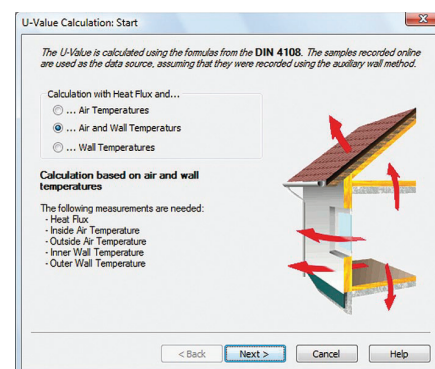 U-Value Calculation: Start
The U-Value is calculated using the formulas from the DIN 4108. The samples recorded online
are used as the data source, assuming that they were recorded using the auxiliary wall method.
Calculation with Heat Flux and...
... Air Temperatures
... Air and Wall Temperaturs
... Wall Temperatures
Calculation based on air and wall
temperatures
The following measurements are needed:
- Heat Flux
- Inside Air Temperature
- Outside Air Temperature
- Inner Wall Temperature
- Outer Wall Temperature
< Back
Next >
Cancel
Help